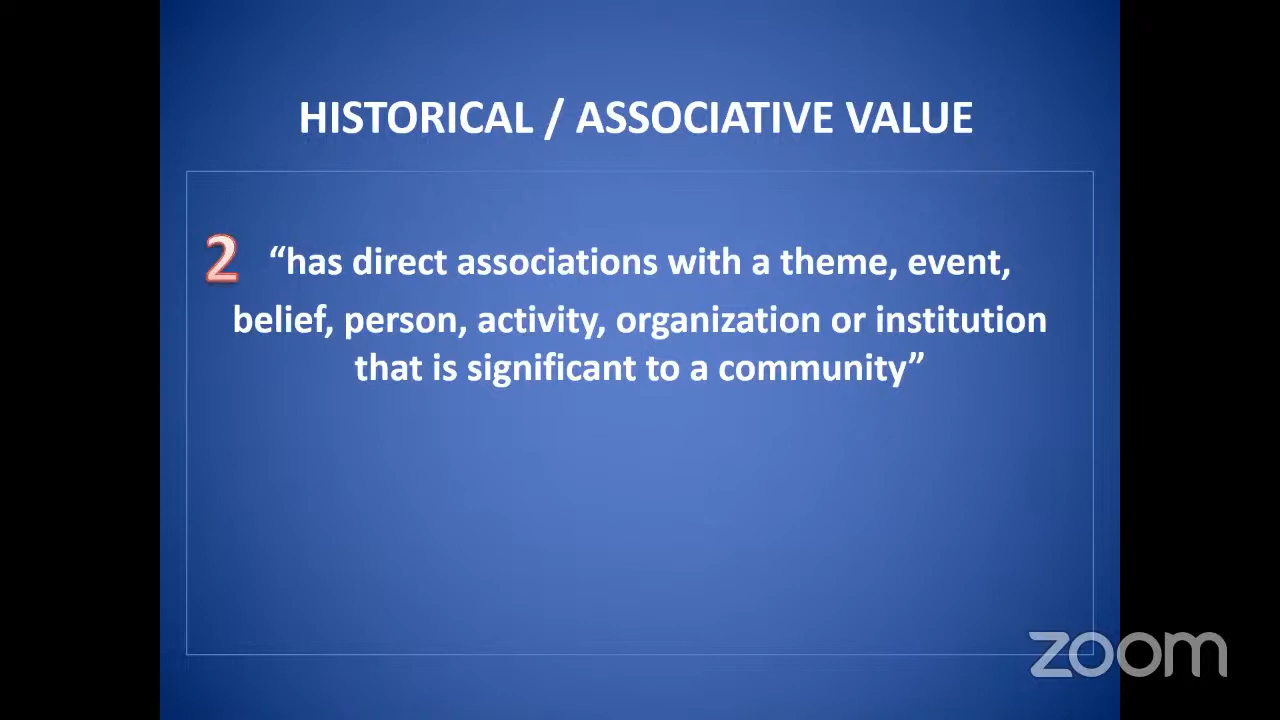 HISTORICAL / ASSOCIATIVE VALUE
2 “has direct associations with a theme, event,
belief, person, activity, organization or institution
that is significant to a community”
zoom